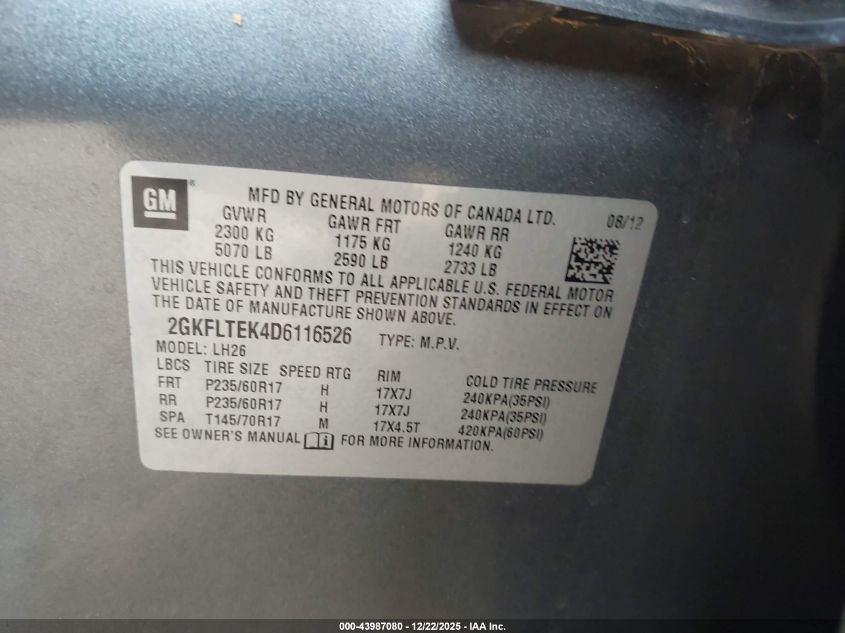 GM ®
MFD BY GENERAL MOTORS OF CANADA LTD. 08/12
GVWR GAWR FRT GAWR RR
2300 KG 1175 KG 1240 KG
5070 LB 2590 LB 2733 LB
THIS VEHICLE CONFORMS TO ALL APPLICABLE U.S. FEDERAL MOTOR
VEHICLE SAFETY AND THEFT PREVENTION STANDARDS IN EFFECT ON
THE DATE OF MANUFACTURE SHOWN ABOVE.
2GKFLTEK4D6116526 TYPE: M.P.V.
MODEL: LH26
LBCS TIRE SIZE SPEED RTG RIM COLD TIRE PRESSURE
FRT P235/60R17 H 17X7J 240KPA(35PSI)
RR P235/60R17 H 17X7J 240KPA(35PSI)
SPA T145/70R17 M 17X4.5T 420KPA(60PSI)
SEE OWNER'S MANUAL FOR MORE INFORMATION.
000-43987080 - 12/22/2025 - IAA Inc.